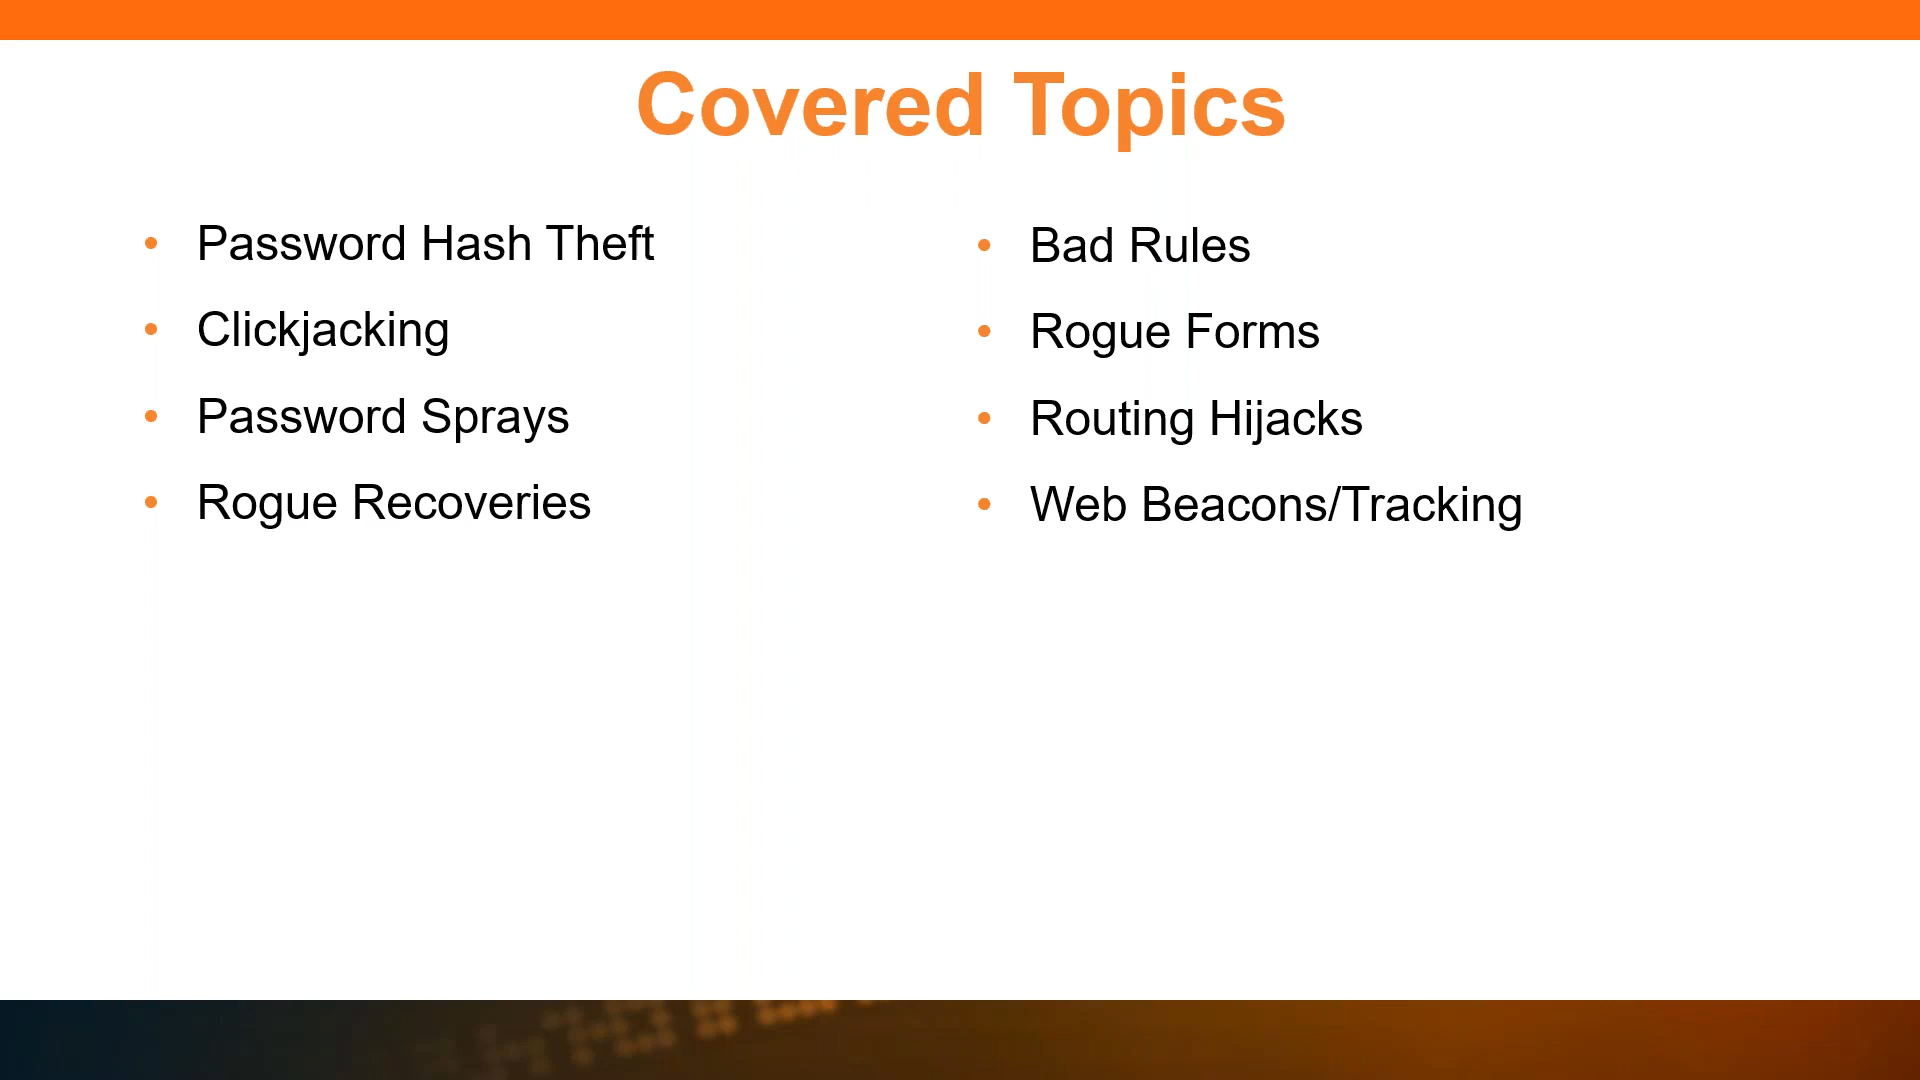 Covered Topics
• Password Hash Theft
• Clickjacking
• Password Sprays
• Rogue Recoveries
• Bad Rules
• Rogue Forms
• Routing Hijacks
• Web Beacons/Tracking